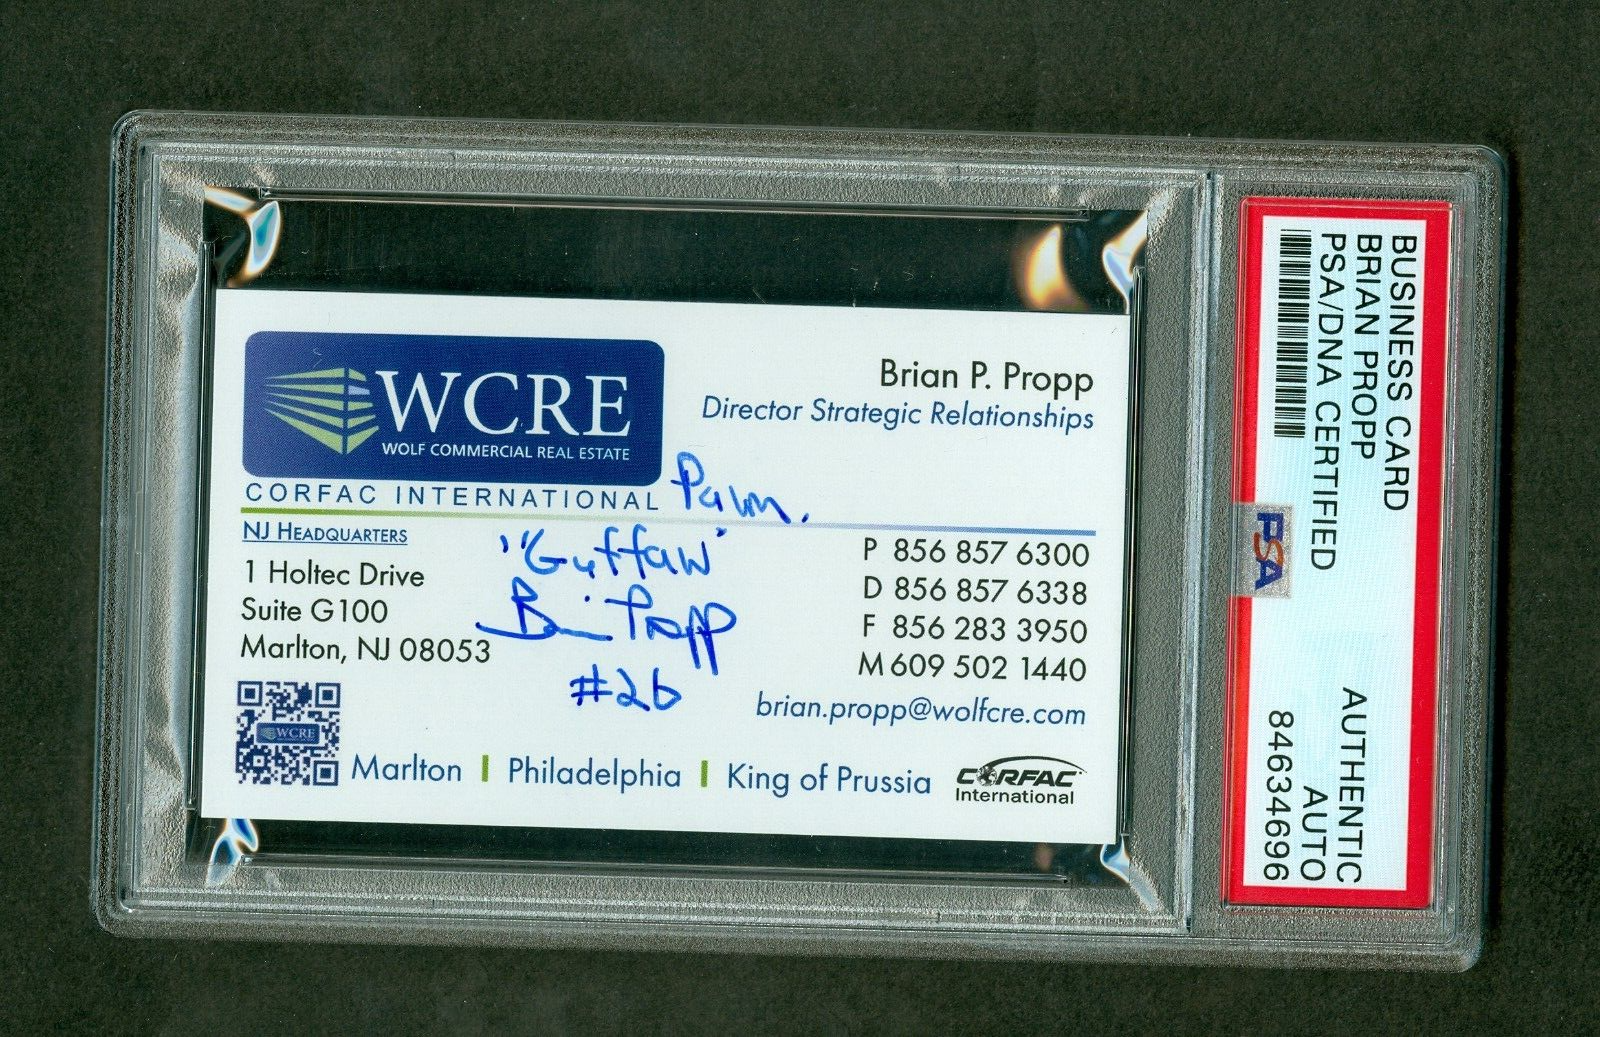 WCRE
WOLF COMMERCIAL REAL ESTATE
CORFAC INTERNATIONAL
Brian P. Propp
Director Strategic Relationships
NJ HEADQUARTERS
1 Holtec Drive
Suite G100
Marlton, NJ 08053
"Guffaw"
Brian Propp
#26
P 856 857 6300
D 856 857 6338
F 856 283 3950
M 609 502 1440
brian.propp@wolfcre.com
WCRE
Marlton | Philadelphia | King of Prussia
CORFAC
International
BUSINESS CARD
BRIAN PROPP
PSA/DNA CERTIFIED
AUTHENTIC
AUTO
84634696
PSA